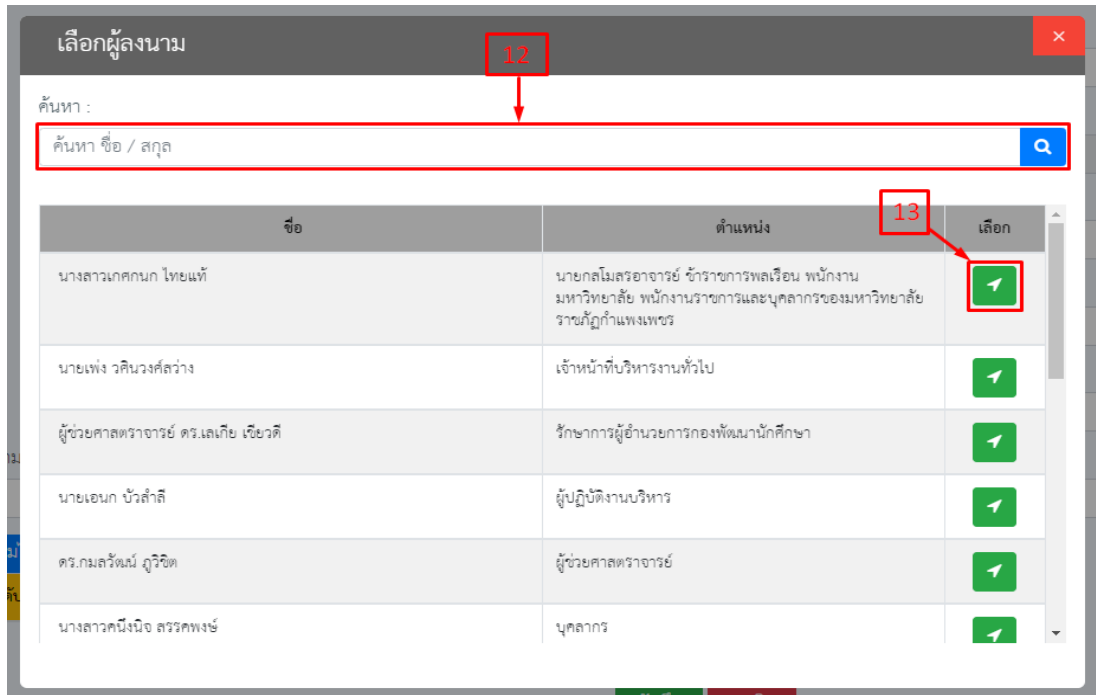 เลือกผู้ลงนาม
×
12
ค้นหา :
ค้นหา ชื่อ / สกุล
13
ชื่อ ตำแหน่ง เลือก
นางสาวเกศกนก ไทยแท้ นายกสโมสรอาจารย์ ข้าราชการพลเรือน พนักงาน
มหาวิทยาลัย พนักงานราชการและบุคลากรของมหาวิทยาลัย
ราชภัฏกำแพงเพชร
นายเพ่ง วศินวงศ์สว่าง เจ้าหน้าที่บริหารงานทั่วไป
ผู้ช่วยศาสตราจารย์ ดร.เลเกีย เขียวดี รักษาการผู้อำนวยการกองพัฒนานักศึกษา
นายเอนก บัวสำลี ผู้ปฏิบัติงานบริหาร
ดร.กมลวัฒน์ ภูวิชิต ผู้ช่วยศาสตราจารย์
นางสาวคนึงนิจ สรรคพงษ์ บุคลากร